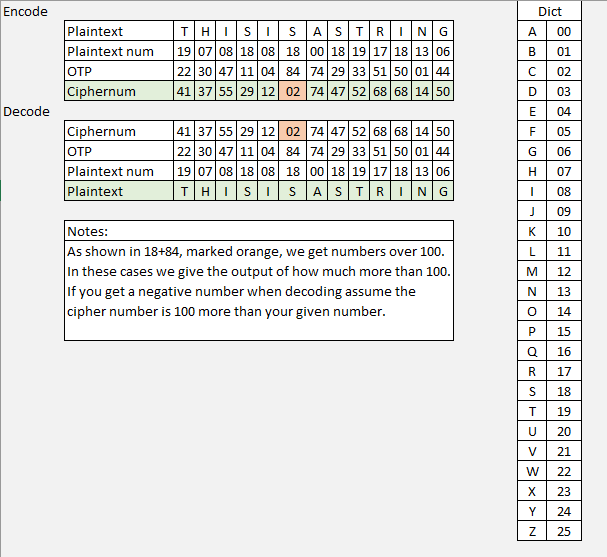 Encode
Plaintext T H I S I S A S T R I N G
Plaintext num 19 07 08 18 08 18 00 18 19 17 18 13 06
OTP 22 30 47 11 04 84 74 29 33 51 50 01 44
Ciphernum 41 37 55 29 12 02 74 47 52 68 68 14 50
Decode
Ciphernum 41 37 55 29 12 02 74 47 52 68 68 14 50
OTP 22 30 47 11 04 84 74 29 33 51 50 01 44
Plaintext num 19 07 08 18 08 18 00 18 19 17 18 13 06
Plaintext T H I S I S A S T R I N G
Notes:
As shown in 18+84, marked orange, we get numbers over 100.
In these cases we give the output of how much more than 100.
If you get a negative number when decoding assume the
cipher number is 100 more than your given number.
Dict
A 00
B 01
C 02
D 03
E 04
F 05
G 06
H 07
I 08
J 09
K 10
L 11
M 12
N 13
O 14
P 15
Q 16
R 17
S 18
T 19
U 20
V 21
W 22
X 23
Y 24
Z 25